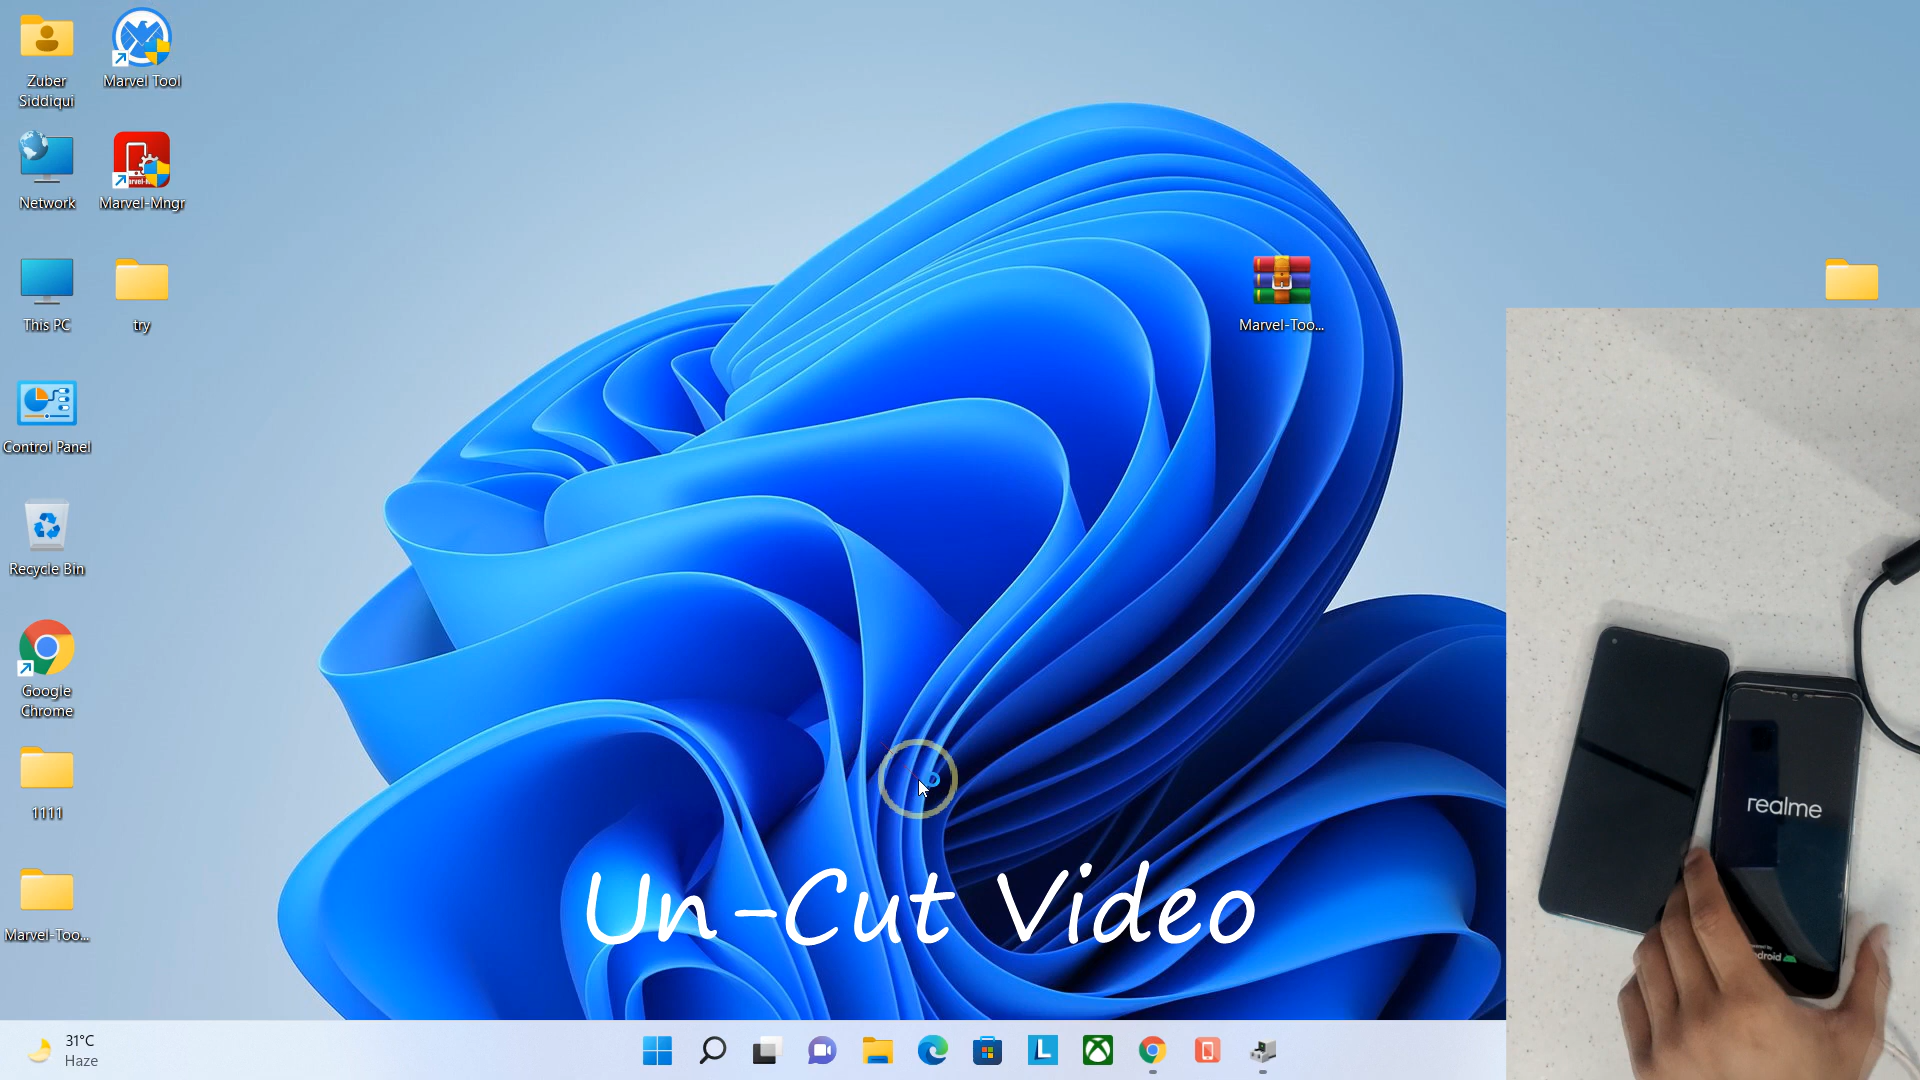 Zuber
Siddiqui
Marvel Tool
Network
Marvel-Mngr
This PC
try
Marvel-Too...
Control Panel
Recycle Bin
Google
Chrome
1111
Marvel-Too...
realme
Un-Cut Video
31°C
Haze